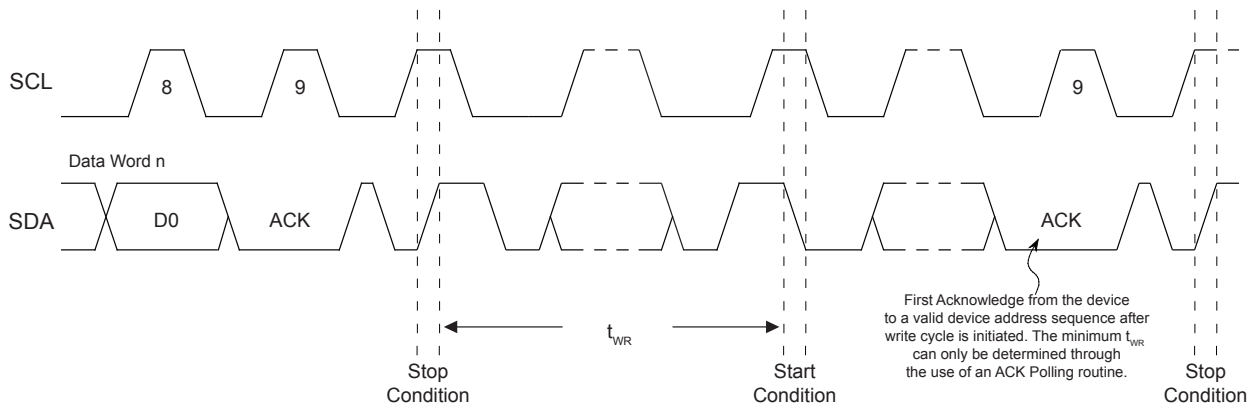 SCL
8
9
9
Data Word n
SDA
D0
ACK
ACK
First Acknowledge from the device
to a valid device address sequence after
write cycle is initiated. The minimum tWR
can only be determined through
the use of an ACK Polling routine.
tWR
Stop
Condition
Start
Condition
Stop
Condition